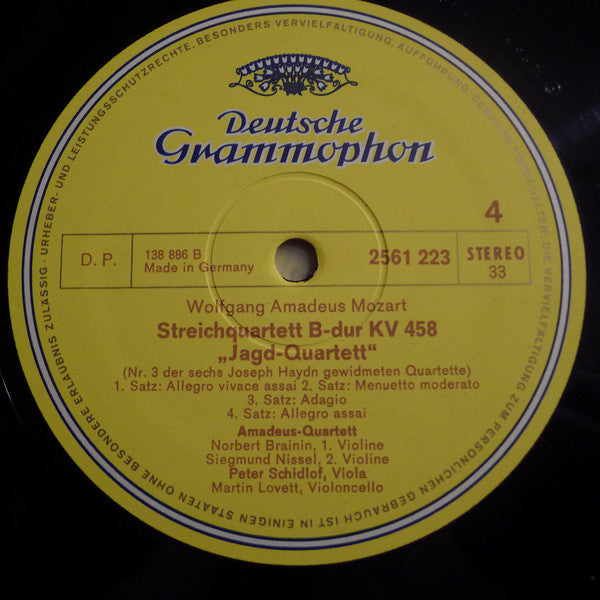 Deutsche
Grammophon
4
D. P.
138 886 B
Made in Germany
2561 223
STEREO
33
Wolfgang Amadeus Mozart
Streichquartett B-dur KV 458
„Jagd-Quartett“
(Nr. 3 der sechs Joseph Haydn gewidmeten Quartette)
1. Satz: Allegro vivace assai 2. Satz: Menuetto moderato
3. Satz: Adagio
4. Satz: Allegro assai
Amadeus-Quartett
Norbert Brainin, 1. Violine
Siegmund Nissel, 2. Violine
Peter Schidlof, Viola
Martin Lovett, Violoncello
URHEBER- UND LEISTUNGSSCHUTZRECHTE, BESONDERS VERVIELFÄLTIGUNG, AUFFÜHRUNG, DIE VERVIELFÄLTIGUNG ZUM PERSÖNLICHEN GEBRAUCH IST IN EINIGEN STAATEN OHNE BESONDERE ERLAUBNIS ZULÄSSIG ·